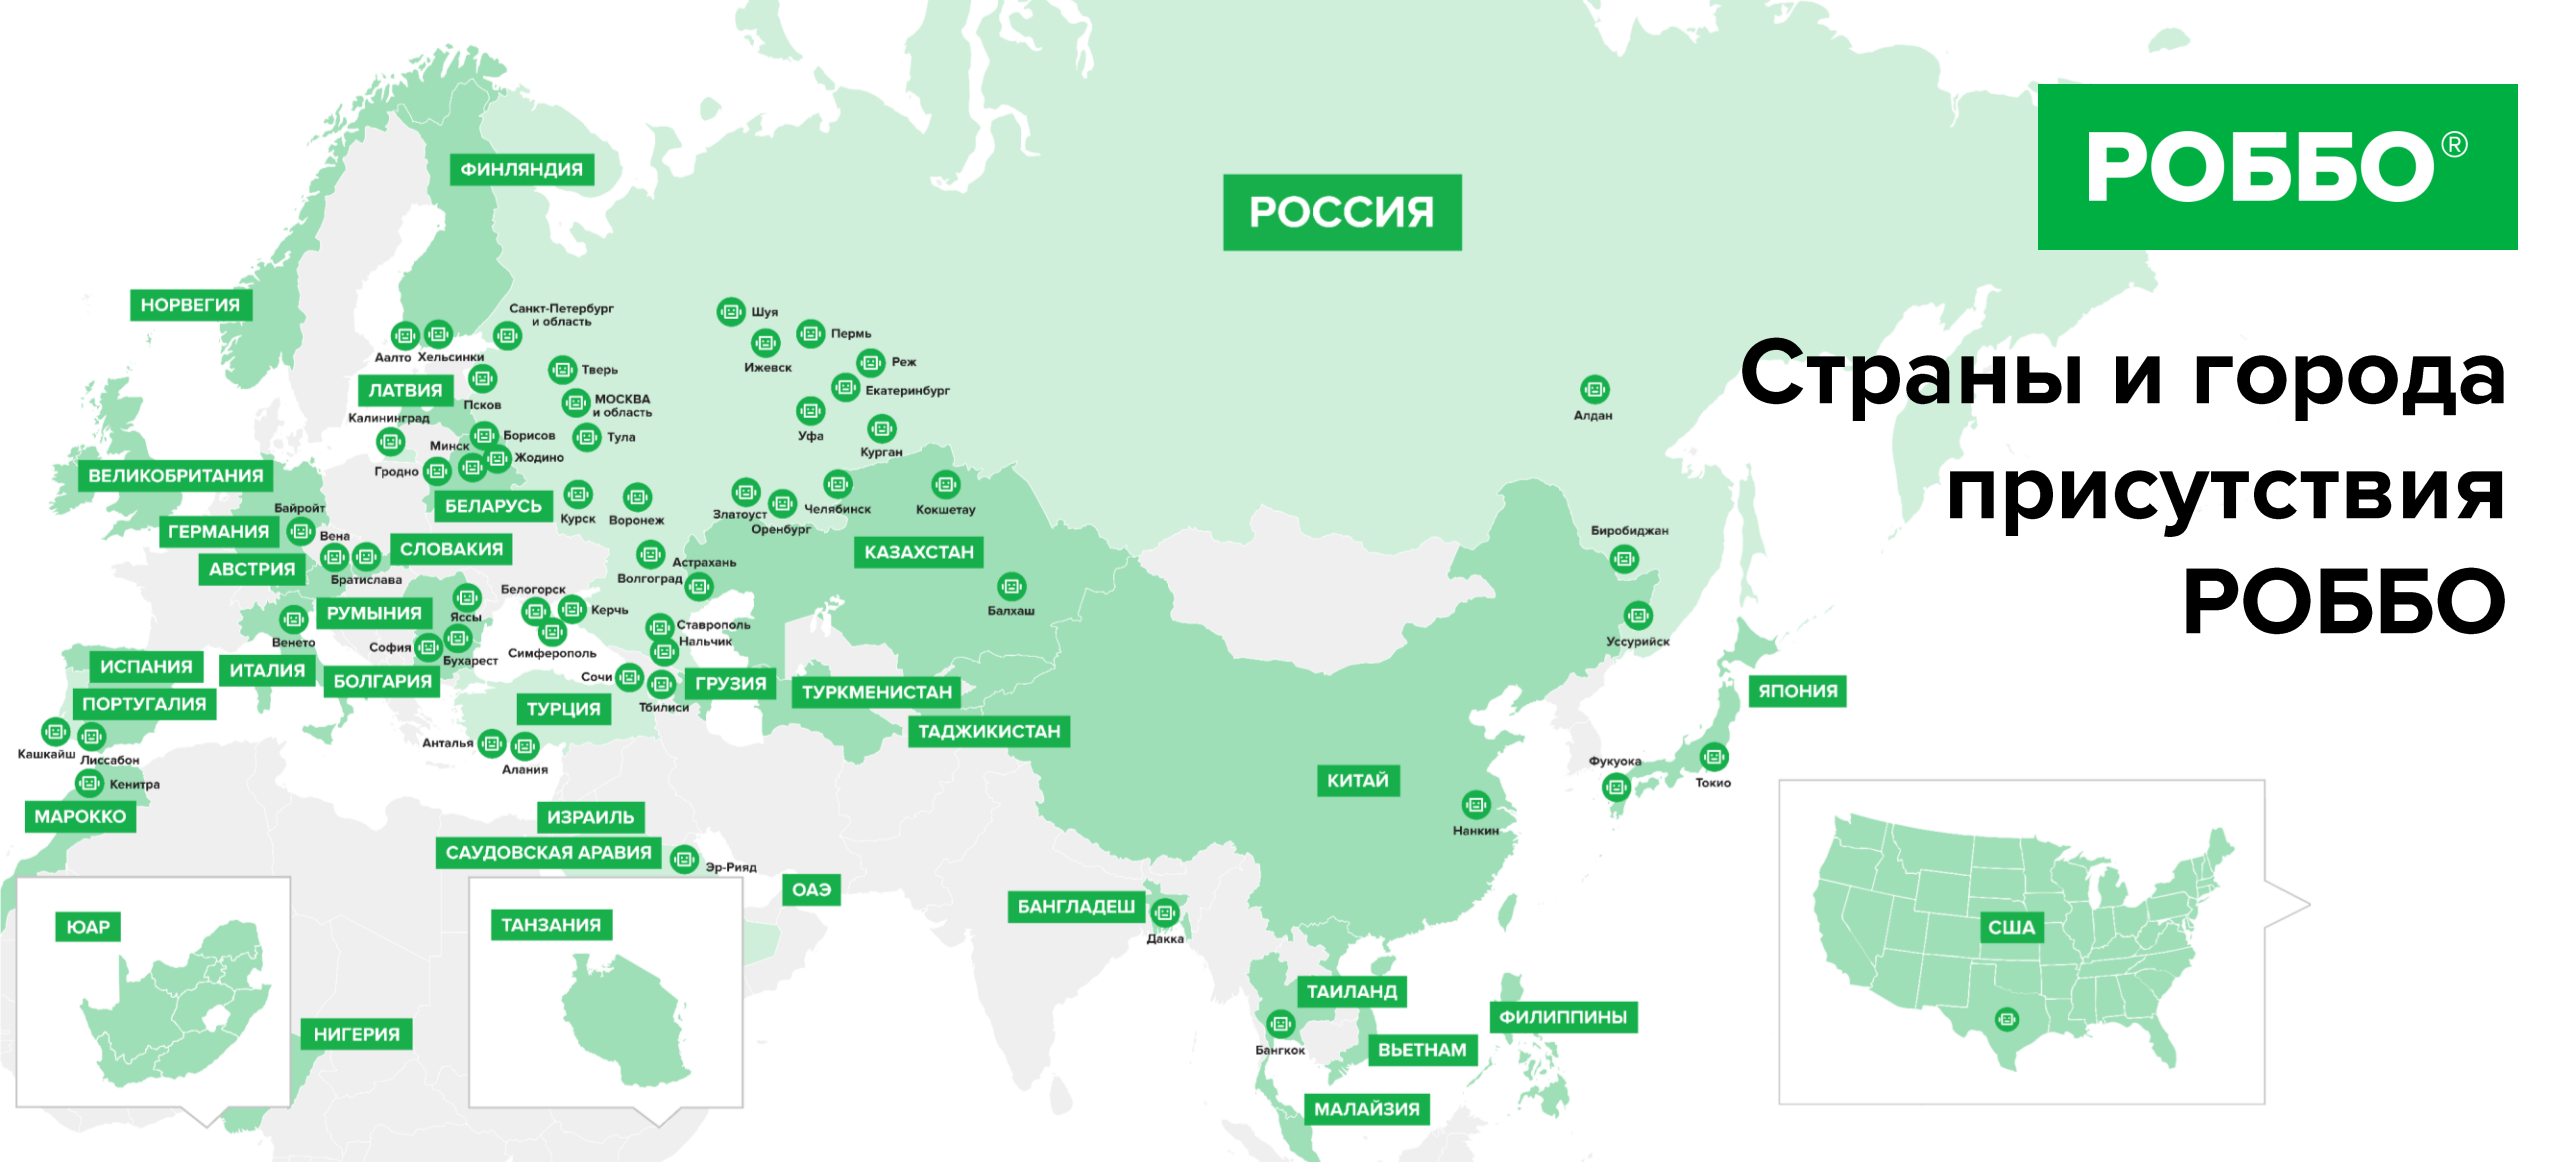 РОББО®
Страны и города
присутствия
РОББО
РОССИЯ
ФИНЛЯНДИЯ
НОРВЕГИЯ
Санкт-Петербург
и область
Аалто
Хельсинки
Шуя
Пермь
Ижевск
Реж
Екатеринбург
Тверь
ЛАТВИЯ
Псков
МОСКВА
и область
Калининград
Тула
Уфа
Курган
Алдан
Минск
Борисов
Жодино
Гродно
ВЕЛИКОБРИТАНИЯ
БЕЛАРУСЬ
Курск
Воронеж
Златоуст
Оренбург
Челябинск
Кокшетау
Байройт
ГЕРМАНИЯ
Вена
СЛОВАКИЯ
АВСТРИЯ
Братислава
КАЗАХСТАН
Балхаш
Биробиджан
Уссурийск
Волгоград
Астрахань
Белогорск
Керчь
Симферополь
РУМЫНИЯ
Яссы
Венето
София
Бухарест
Ставрополь
Нальчик
Сочи
Тбилиси
ГРУЗИЯ
ИСПАНИЯ
ИТАЛИЯ
БОЛГАРИЯ
ПОРТУГАЛИЯ
ТУРЦИЯ
ТУРКМЕНИСТАН
ТАДЖИКИСТАН
ЯПОНИЯ
Кашкайш
Лиссабон
Анталья
Алания
Кенитра
МАРОККО
КИТАЙ
Нанкин
Фукуока
Токио
ИЗРАИЛЬ
САУДОВСКАЯ АРАВИЯ
Эр-Рияд
ОАЭ
БАНГЛАДЕШ
Дакка
ЮАР
ТАНЗАНИЯ
НИГЕРИЯ
США
ТАИЛАНД
Бангкок
ФИЛИППИНЫ
ВЬЕТНАМ
МАЛАЙЗИЯ